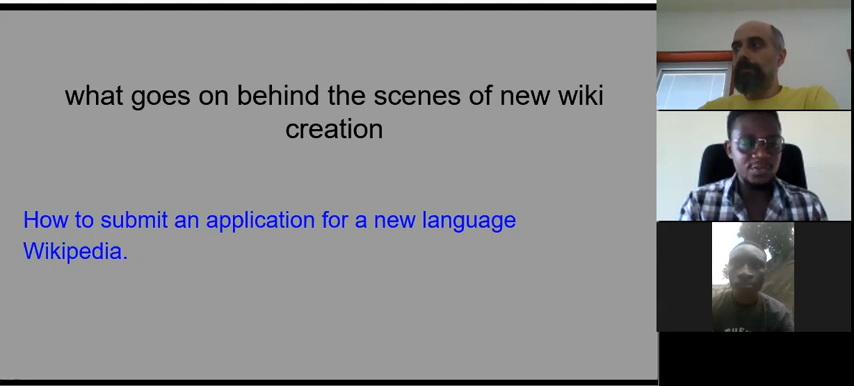 what goes on behind the scenes of new wiki
creation
How to submit an application for a new language
Wikipedia.